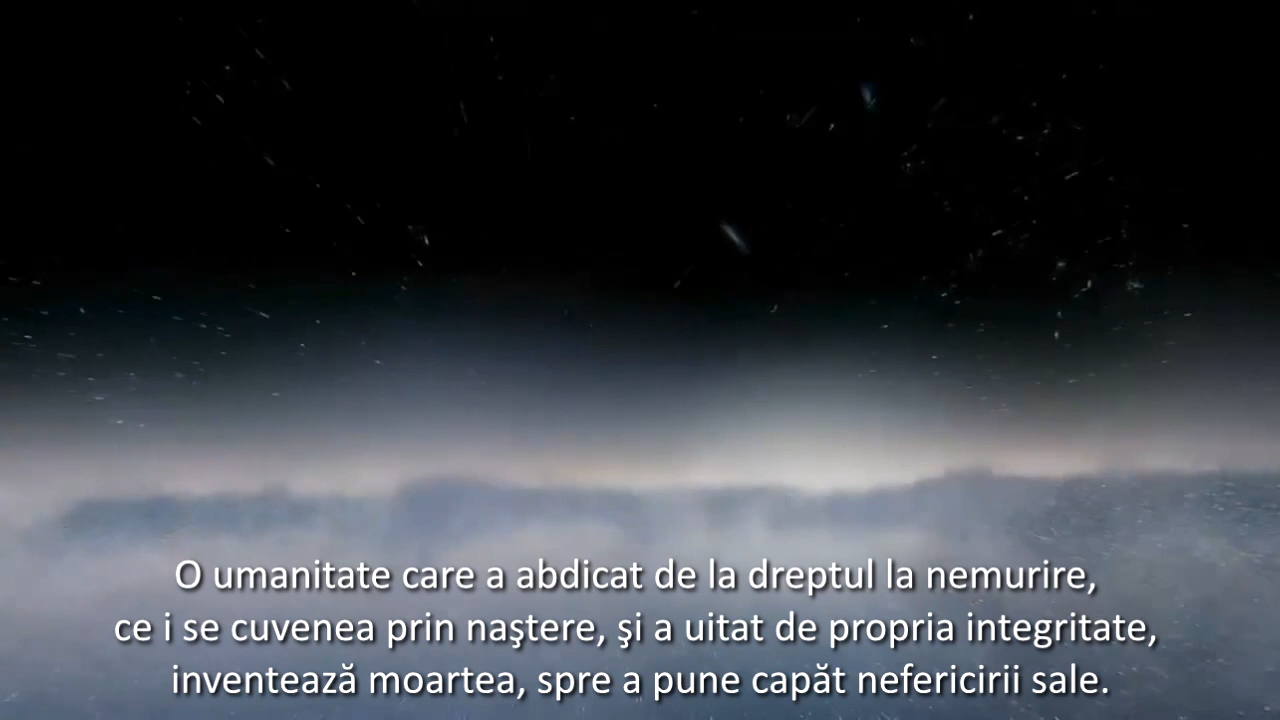 O umanitate care a abdicat de la dreptul la nemurire,
ce i se cuvenea prin naştere, şi a uitat de propria integritate,
inventează moartea, spre a pune capăt nefericirii sale.